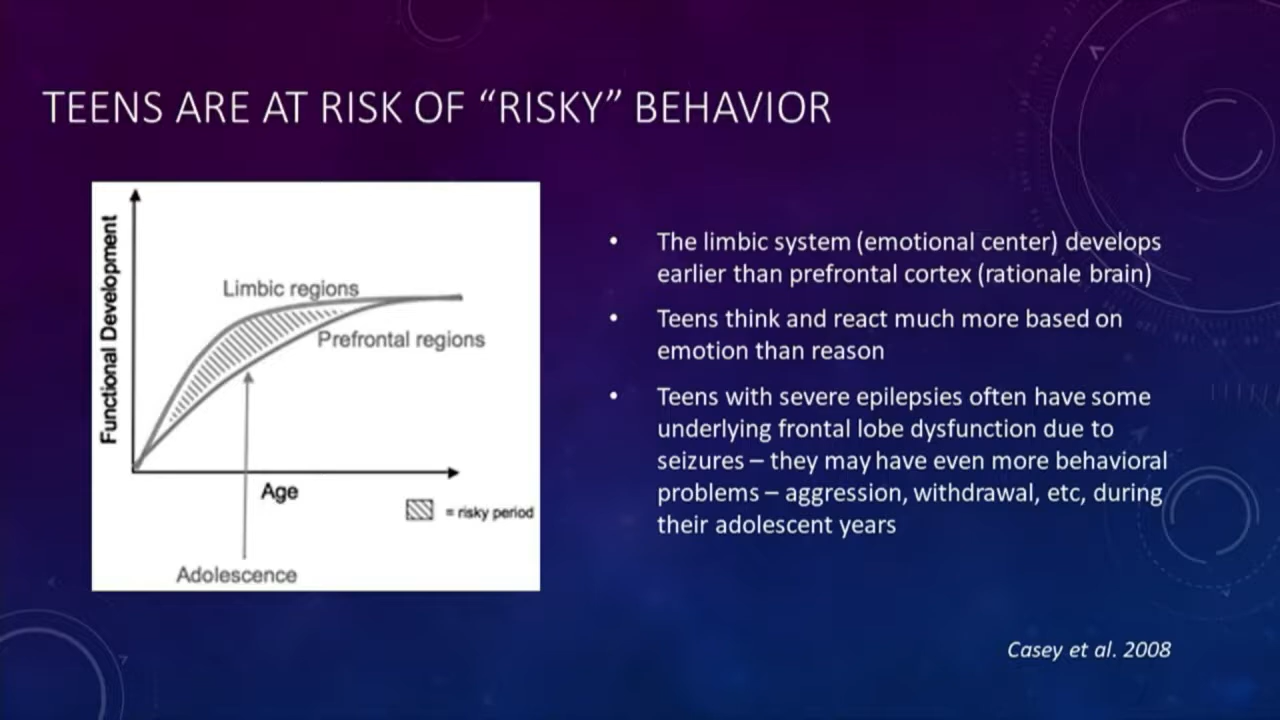 TEENS ARE AT RISK OF “RISKY” BEHAVIOR
Functional Development
Limbic regions
Prefrontal regions
Age
= risky period
Adolescence
• The limbic system (emotional center) develops
earlier than prefrontal cortex (rationale brain)
• Teens think and react much more based on
emotion than reason
• Teens with severe epilepsies often have some
underlying frontal lobe dysfunction due to
seizures – they may have even more behavioral
problems – aggression, withdrawal, etc, during
their adolescent years
Casey et al. 2008